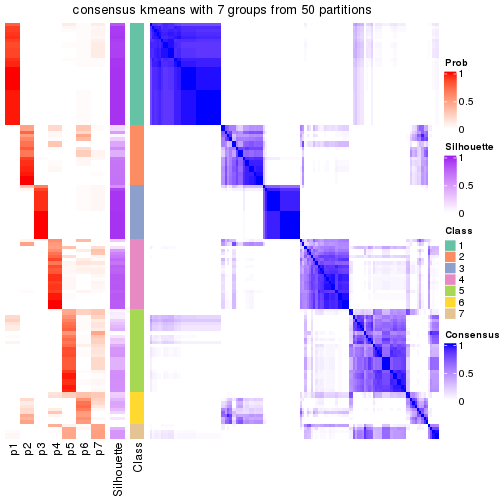 consensus kmeans with 7 groups from 50 partitions
Prob
1
0.5
0
Silhouette
1
0.5
0
Class
1
2
3
4
5
6
7
Consensus
1
0.5
0
p1
p2
p3
p4
p5
p6
p7
Silhouette
Class